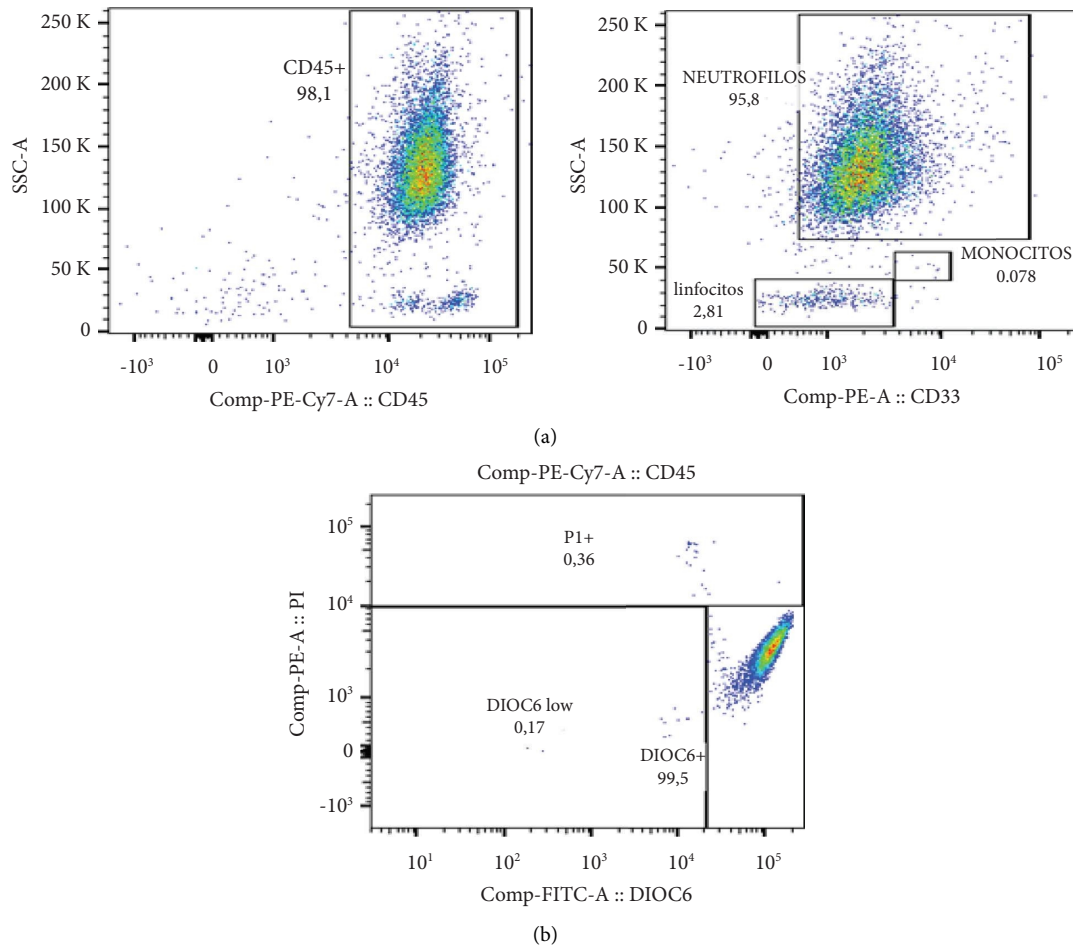 250 K
200 K
150 K
100 K
50 K
0
SSC-A
CD45+
98,1
-10³ 0 10³ 10⁴ 10⁵
Comp-PE-Cy7-A :: CD45
250 K
200 K
150 K
100 K
50 K
0
SSC-A
NEUTROFILOS
95,8
MONOCITOS
0.078
linfocitos
2,81
-10³ 0 10³ 10⁴ 10⁵
Comp-PE-A :: CD33
(a)
Comp-PE-Cy7-A :: CD45
10⁵
10⁴
10³
0
-10³
Comp-PE-A :: PI
P1+
0,36
DIOC6 low
0,17
DIOC6+
99,5
10¹ 10² 10³ 10⁴ 10⁵
Comp-FITC-A :: DIOC6
(b)